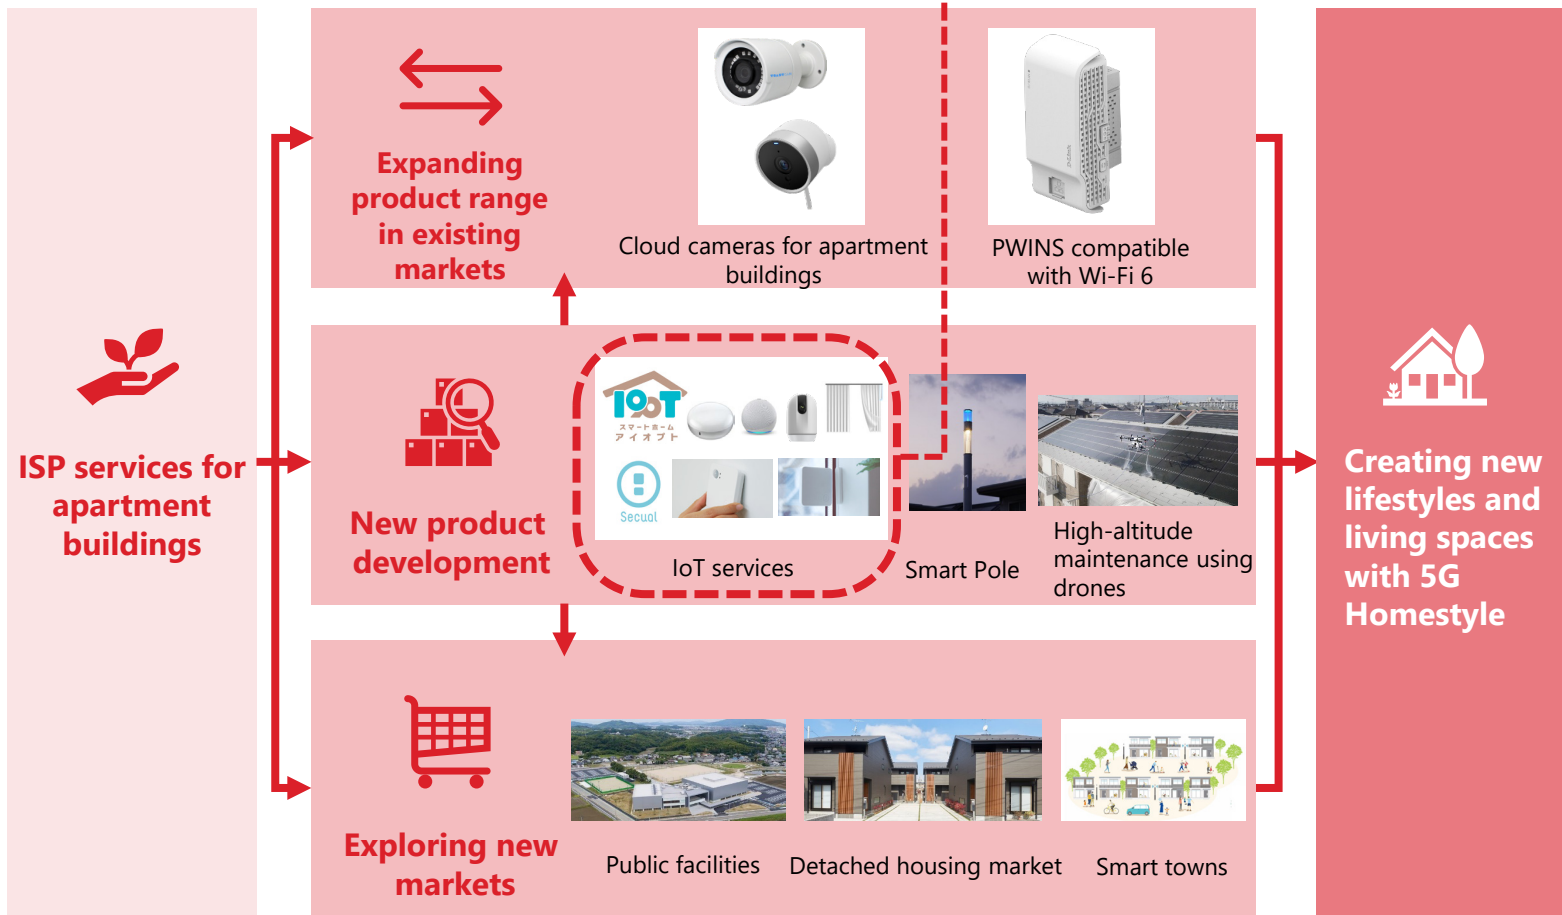 ISP services for
apartment
buildings
Expanding
product range
in existing
markets
Cloud cameras for apartment
buildings
PWINS compatible
with Wi-Fi 6
New product
development
IOOT
スマートホーム
アイオプト
Secual
IoT services
Smart Pole
High-altitude
maintenance using
drones
Exploring new
markets
Public facilities
Detached housing market
Smart towns
Creating new
lifestyles and
living spaces
with 5G
Homestyle